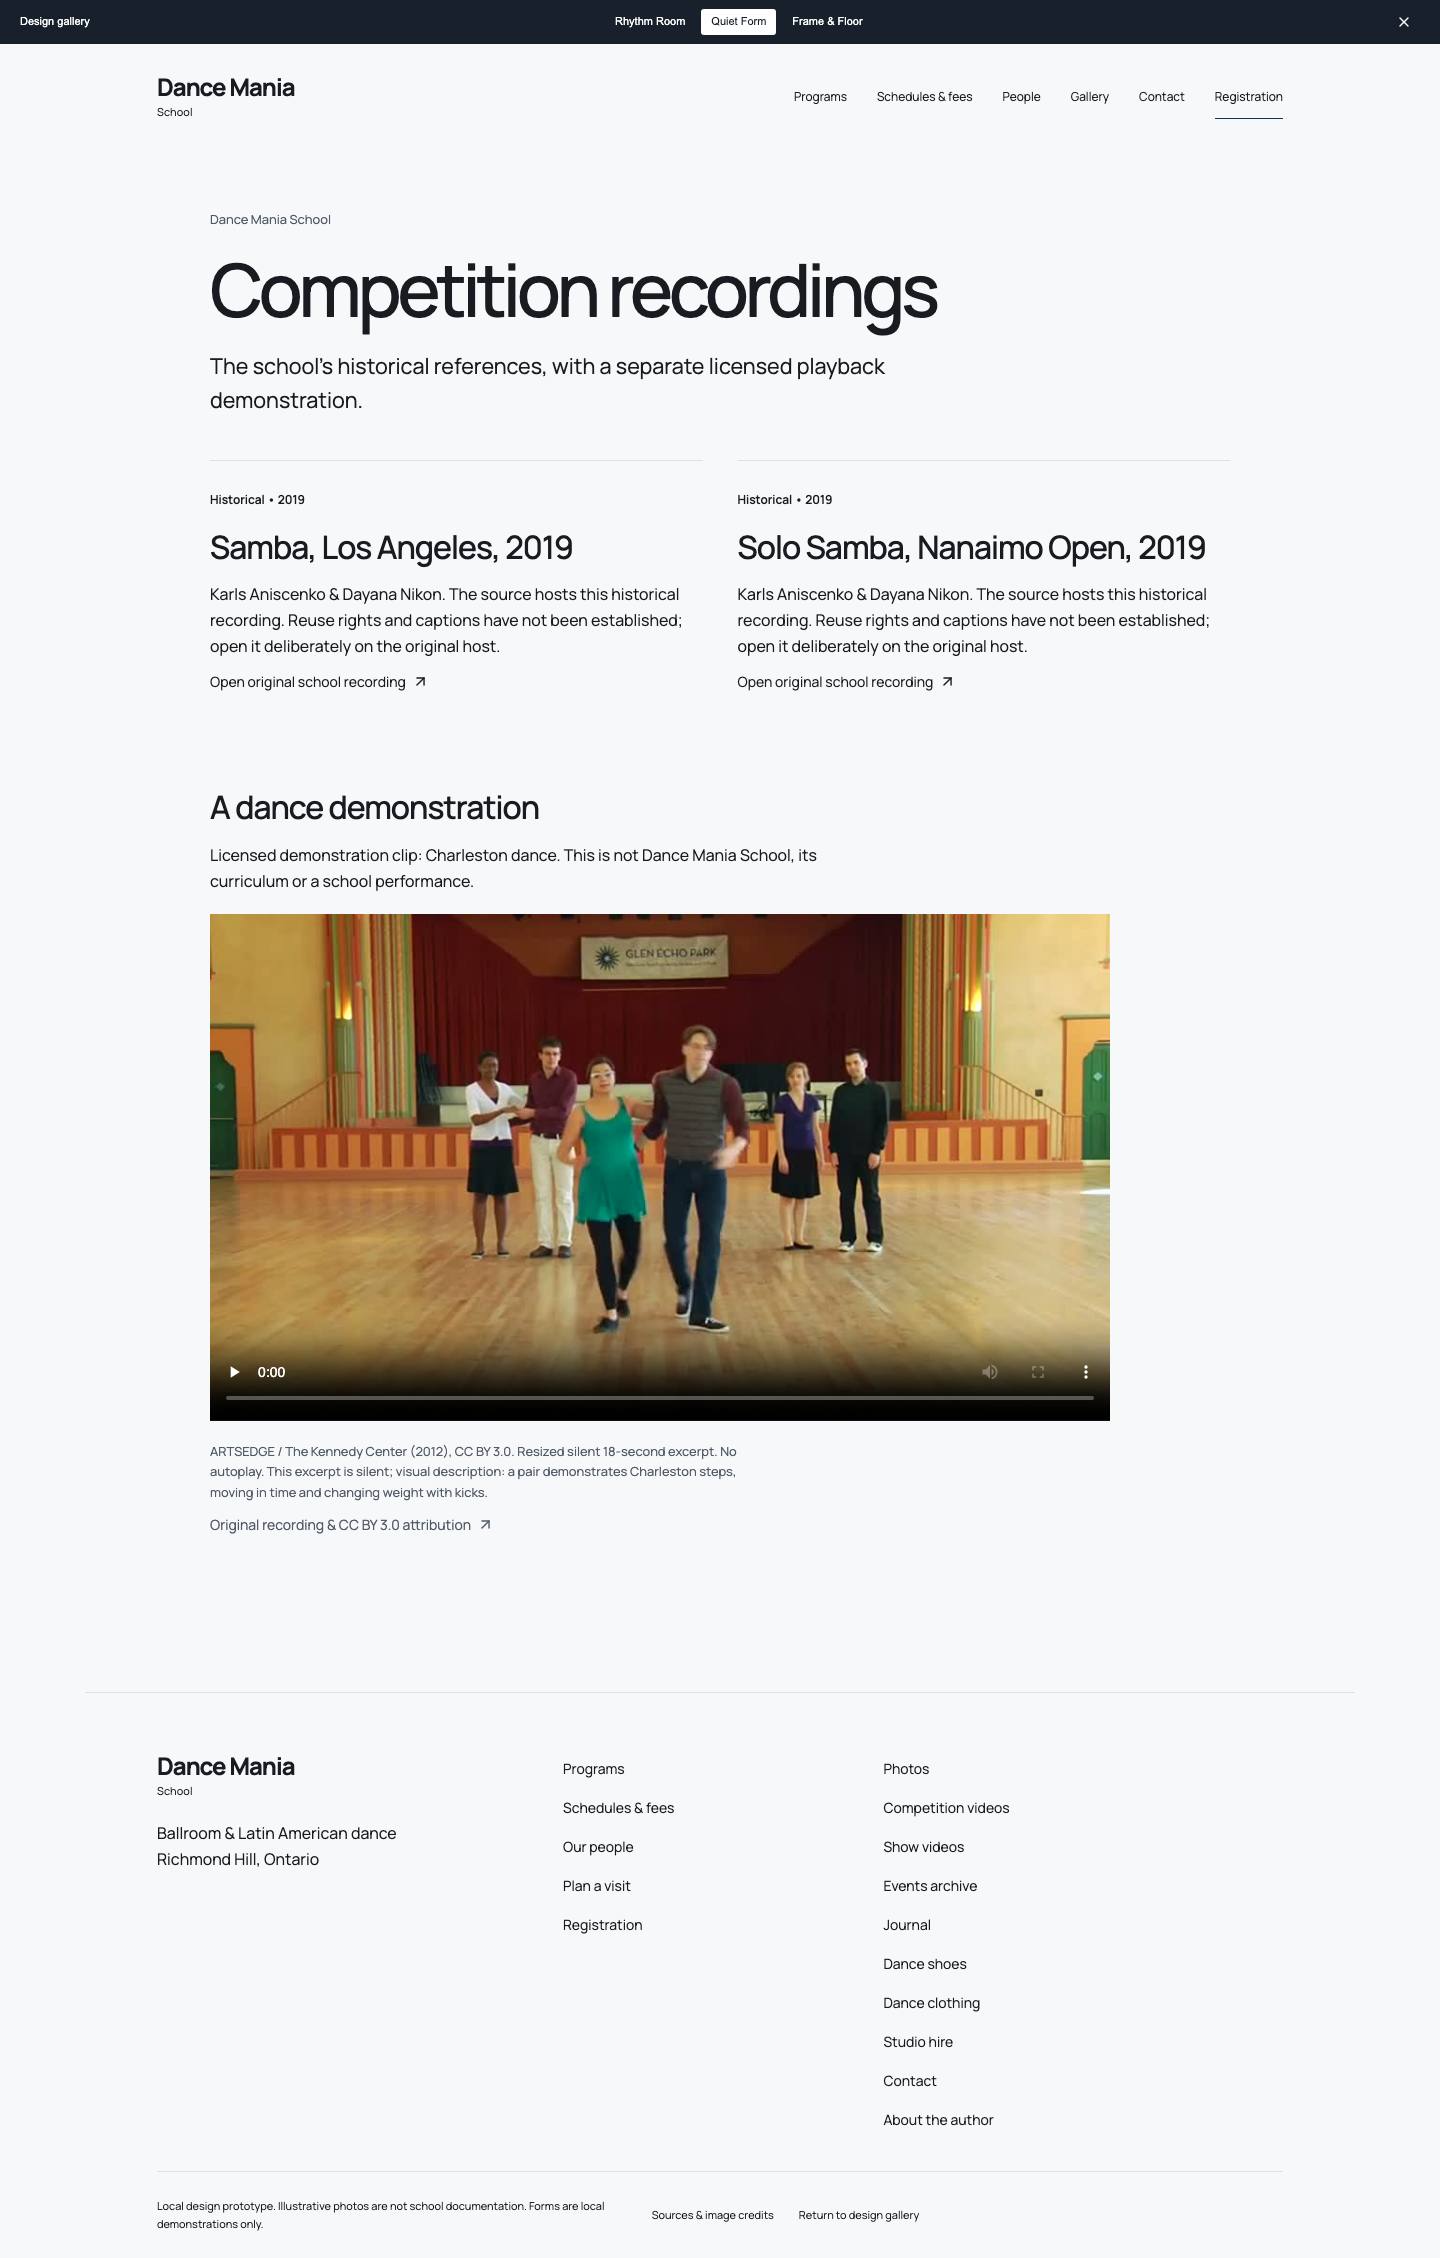 Design gallery
Rhythm Room
Quiet Form
Frame & Floor
Dance Mania
School
Programs
Schedules & fees
People
Gallery
Contact
Registration
Dance Mania School
Competition recordings
The school’s historical references, with a separate licensed playback
demonstration.
Historical • 2019
Samba, Los Angeles, 2019
Karls Aniscenko & Dayana Nikon. The source hosts this historical
recording. Reuse rights and captions have not been established;
open it deliberately on the original host.
Open original school recording
Historical • 2019
Solo Samba, Nanaimo Open, 2019
Karls Aniscenko & Dayana Nikon. The source hosts this historical
recording. Reuse rights and captions have not been established;
open it deliberately on the original host.
Open original school recording
A dance demonstration
Licensed demonstration clip: Charleston dance. This is not Dance Mania School, its
curriculum or a school performance.
GLEN ECHO PARK
0:00
ARTSEDGE / The Kennedy Center (2012), CC BY 3.0. Resized silent 18-second excerpt. No
autoplay. This excerpt is silent; visual description: a pair demonstrates Charleston steps,
moving in time and changing weight with kicks.
Original recording & CC BY 3.0 attribution
Dance Mania
School
Ballroom & Latin American dance
Richmond Hill, Ontario
Programs
Schedules & fees
Our people
Plan a visit
Registration
Photos
Competition videos
Show videos
Events archive
Journal
Dance shoes
Dance clothing
Studio hire
Contact
About the author
Local design prototype. Illustrative photos are not school documentation. Forms are local
demonstrations only.
Sources & image credits
Return to design gallery